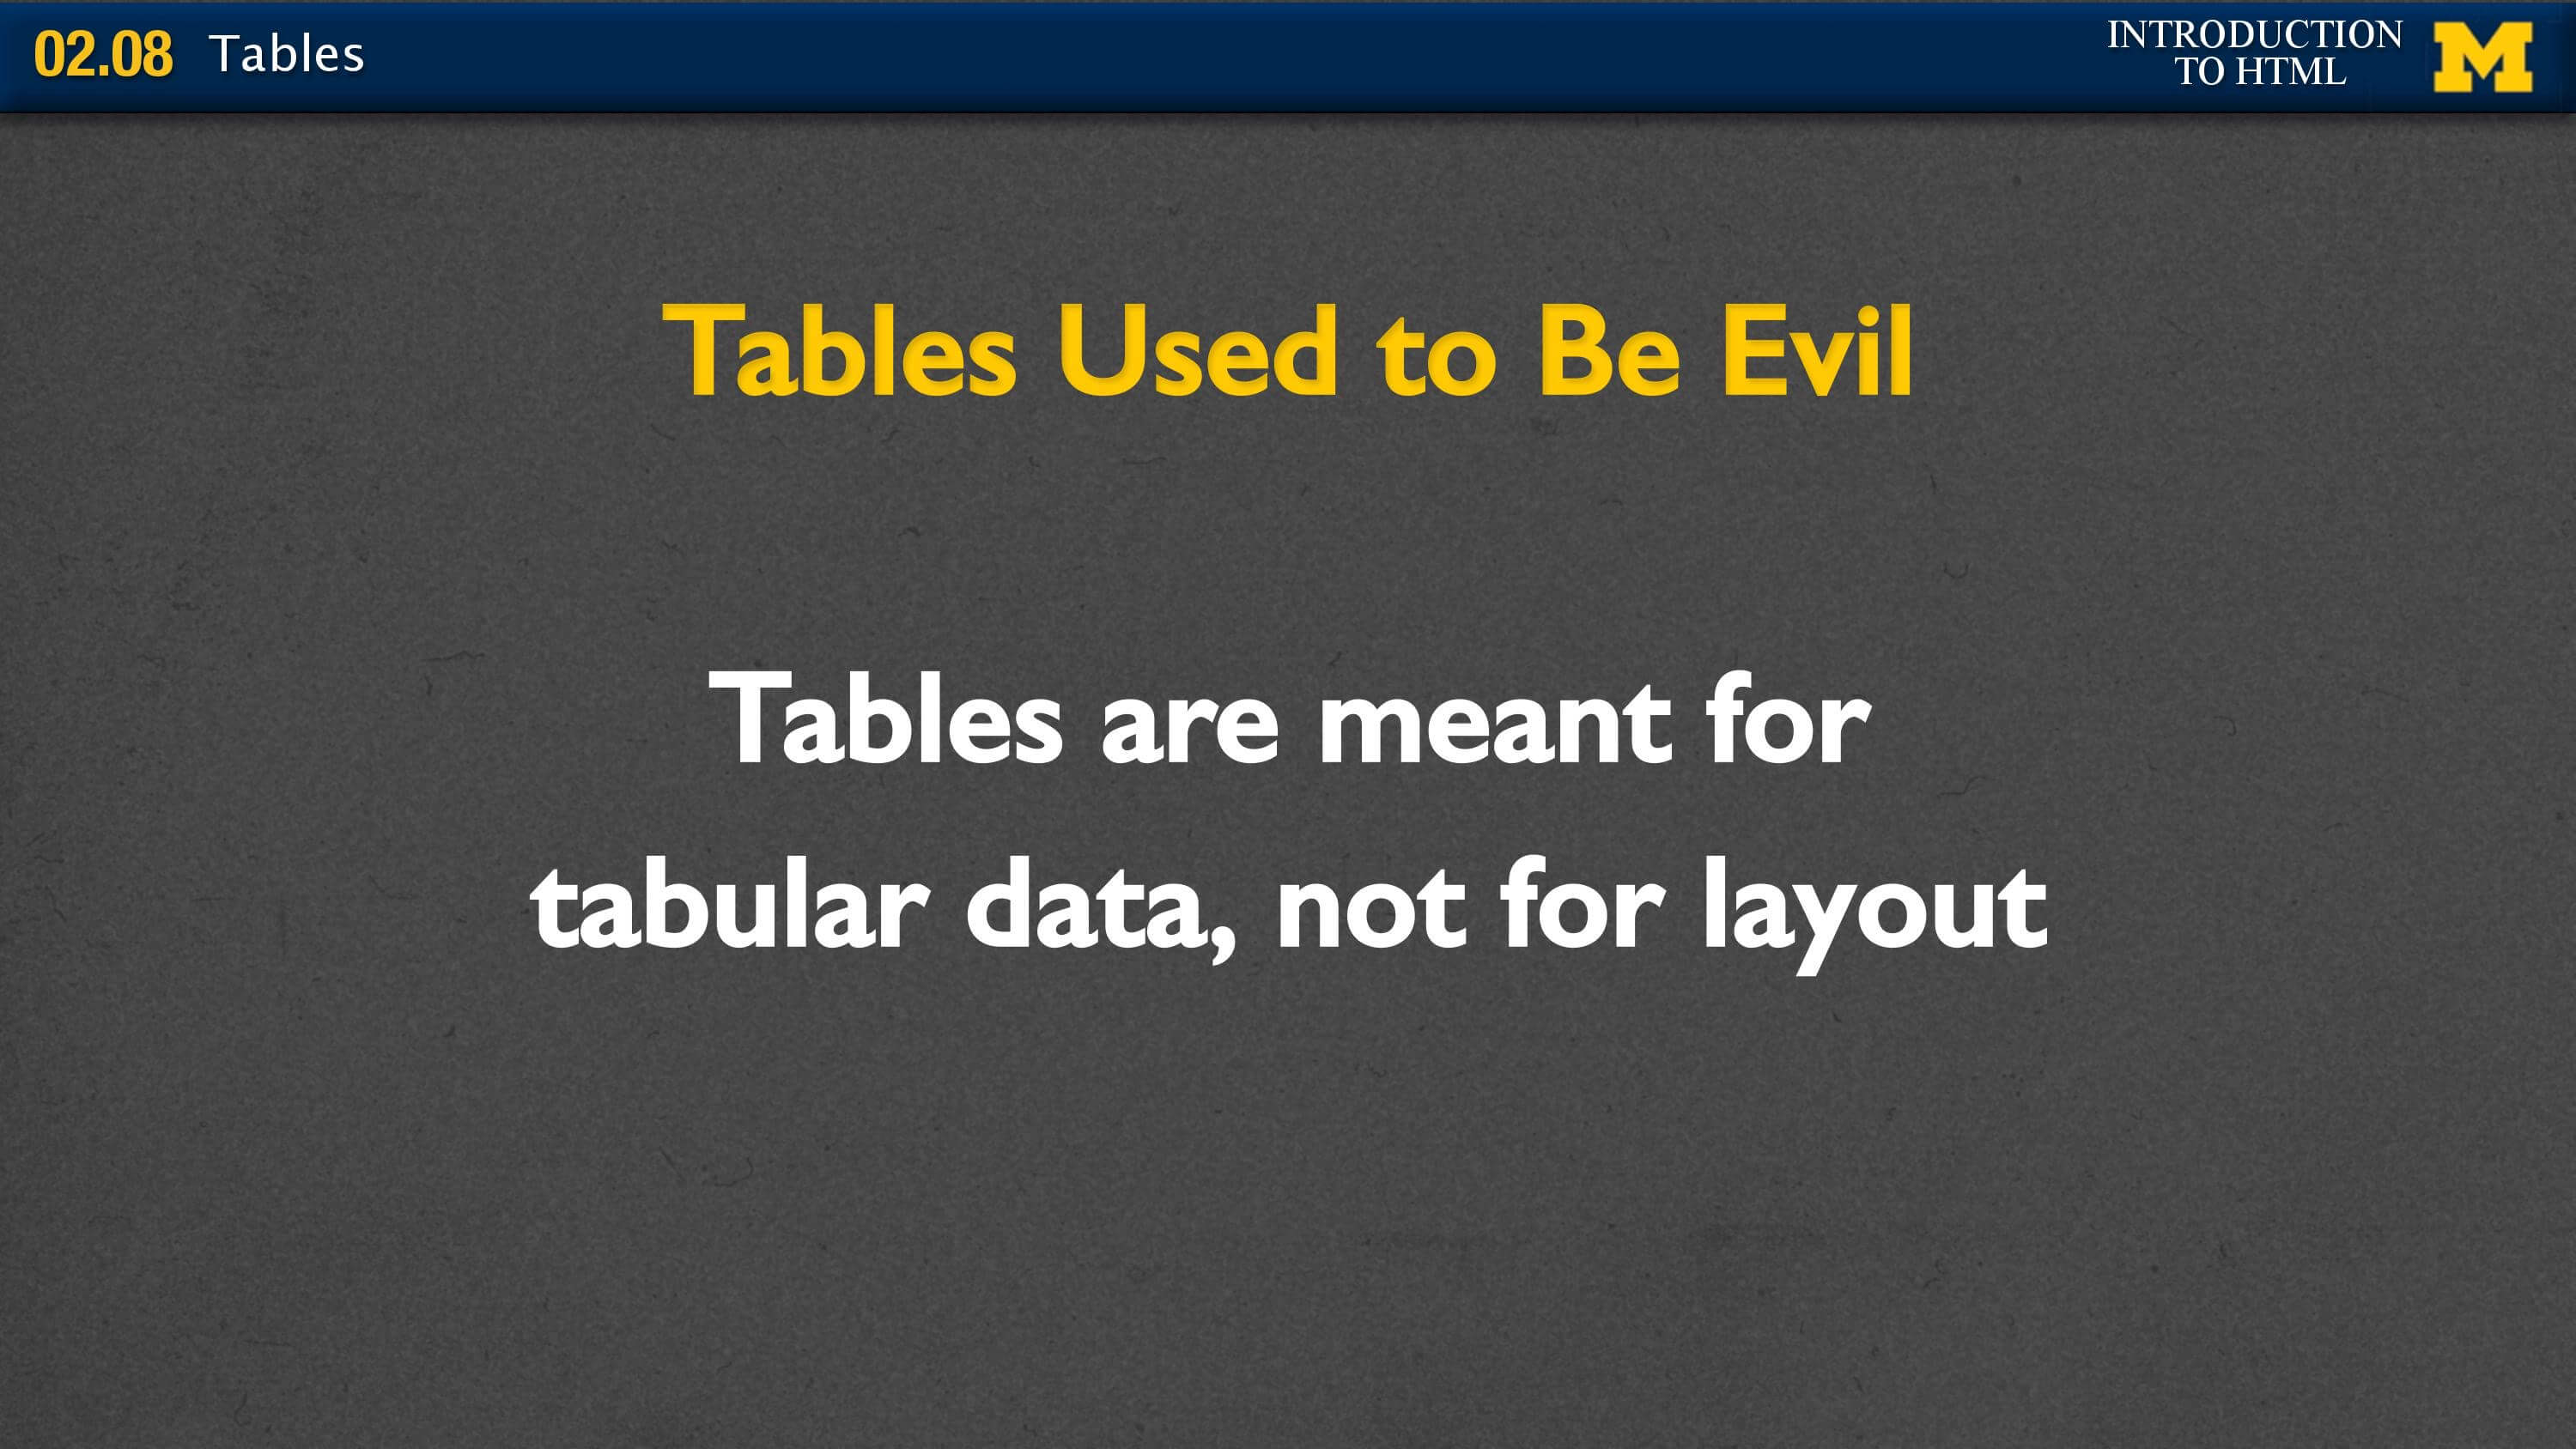 02.08 Tables
INTRODUCTION
TO HTML
M
Tables Used to Be Evil
Tables are meant for
tabular data, not for layout